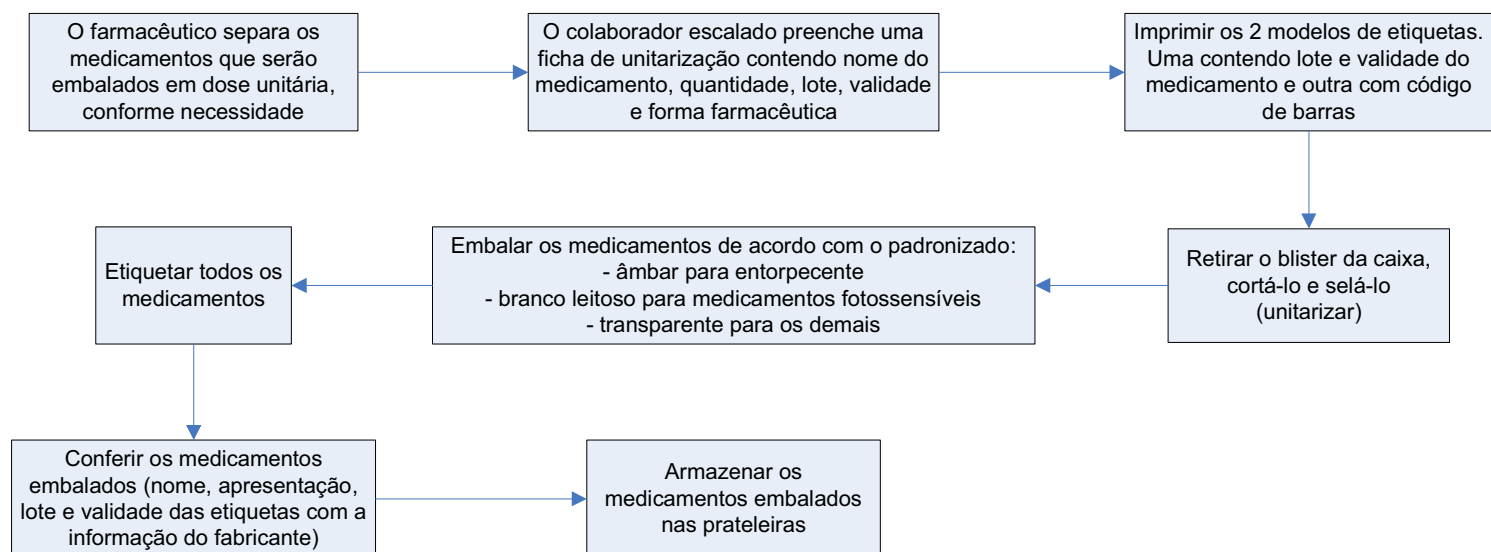 O farmacêutico separa os
medicamentos que serão
embalados em dose unitária,
conforme necessidade
O colaborador escalado preenche uma
ficha de unitarização contendo nome do
medicamento, quantidade, lote, validade
e forma farmacêutica
Imprimir os 2 modelos de etiquetas.
Uma contendo lote e validade do
medicamento e outra com código
de barras
Retirar o blister da caixa,
cortá-lo e selá-lo
(unitarizar)
Embalar os medicamentos de acordo com o padronizado:
- âmbar para entorpecente
- branco leitoso para medicamentos fotossensíveis
- transparente para os demais
Etiquetar todos os
medicamentos
Conferir os medicamentos
embalados (nome, apresentação,
lote e validade das etiquetas com a
informação do fabricante)
Armazenar os
medicamentos embalados
nas prateleiras